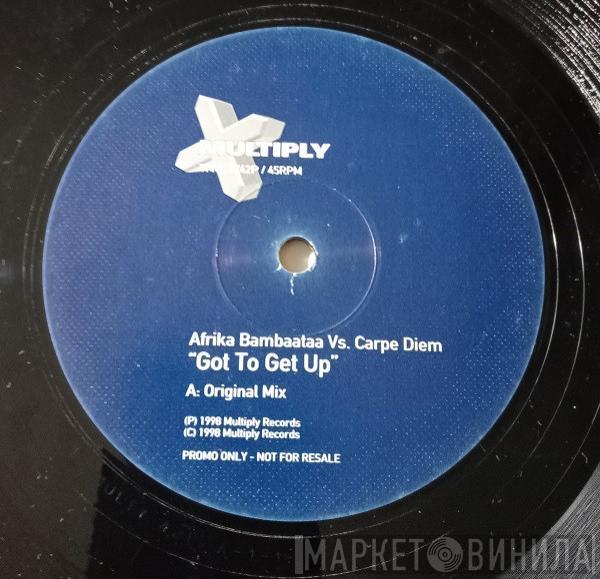 MULTIPLY
42P / 45RPM
Afrika Bambaataa Vs. Carpe Diem
“Got To Get Up”
A: Original Mix
(P) 1998 Multiply Records
(C) 1998 Multiply Records
PROMO ONLY - NOT FOR RESALE
МАРКЕТ ВИНИЛА